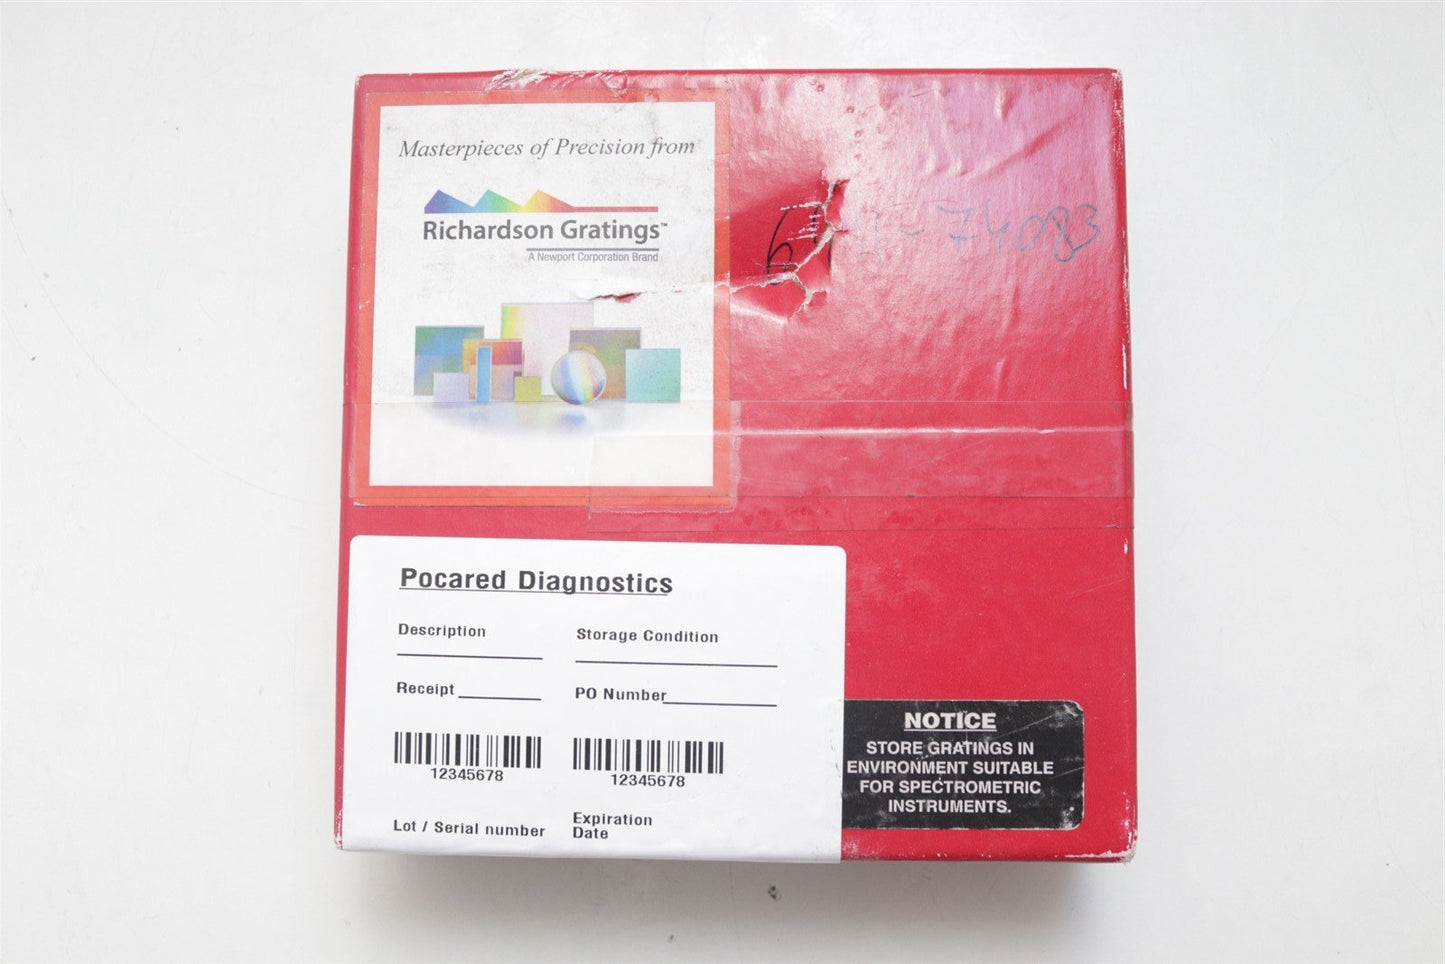 Masterpieces of Precision from
Richardson Gratings™
A Newport Corporation Brand
74083
Pocared Diagnostics
Description
Storage Condition
Receipt
PO Number
12345678
12345678
Lot / Serial number
Expiration
Date
NOTICE
STORE GRATINGS IN
ENVIRONMENT SUITABLE
FOR SPECTROMETRIC
INSTRUMENTS.